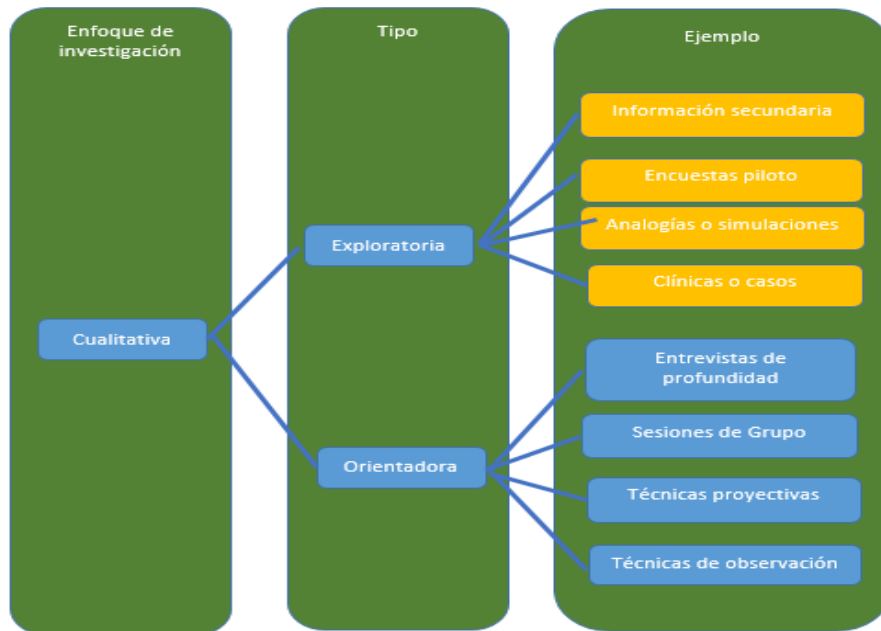 Enfoque de
investigación
Tipo
Ejemplo
Información secundaria
Encuestas piloto
Analogías o simulaciones
Exploratoria
Clínicas o casos
Cualitativa
Entrevistas de
profundidad
Sesiones de Grupo
Orientadora
Técnicas proyectivas
Técnicas de observación